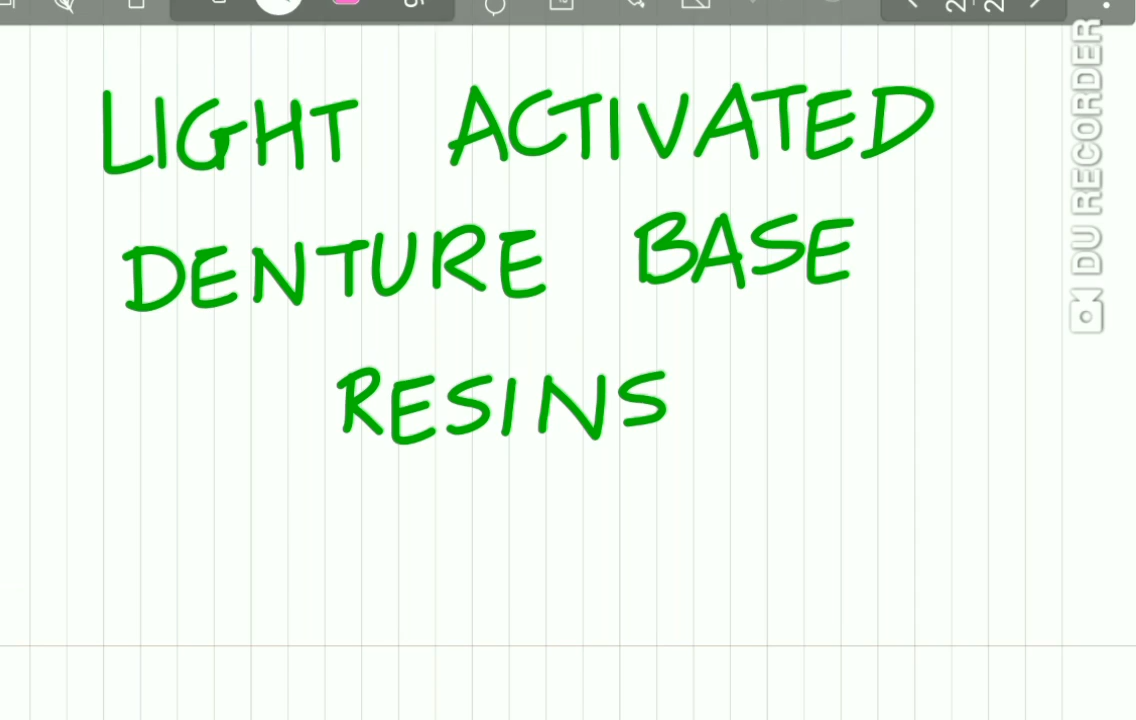 LIGHT ACTIVATED
DENTURE BASE
RESINS
DU RECORDER